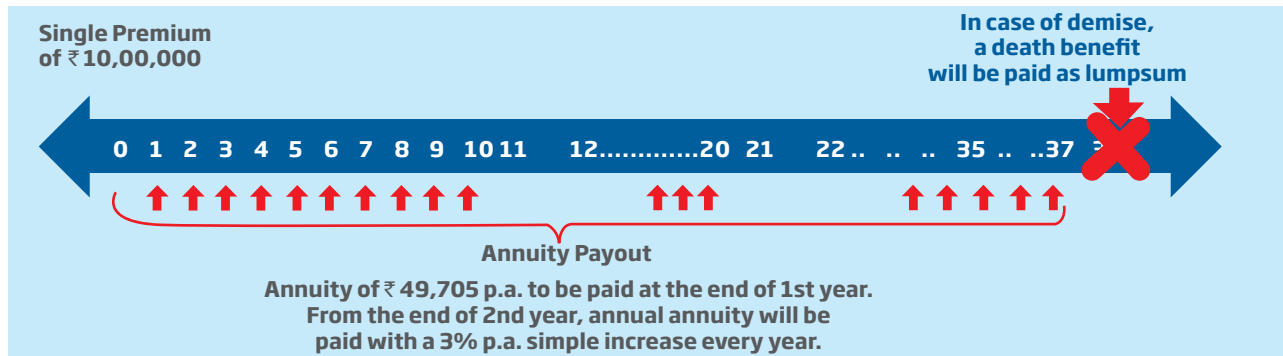 Single Premium
of ₹ 10,00,000
In case of demise,
a death benefit
will be paid as lumpsum
0 1 2 3 4 5 6 7 8 9 10 11 12.............20 21 22 .. .. .. 35 .. ..37
Annuity Payout
Annuity of ₹ 49,705 p.a. to be paid at the end of 1st year.
From the end of 2nd year, annual annuity will be
paid with a 3% p.a. simple increase every year.